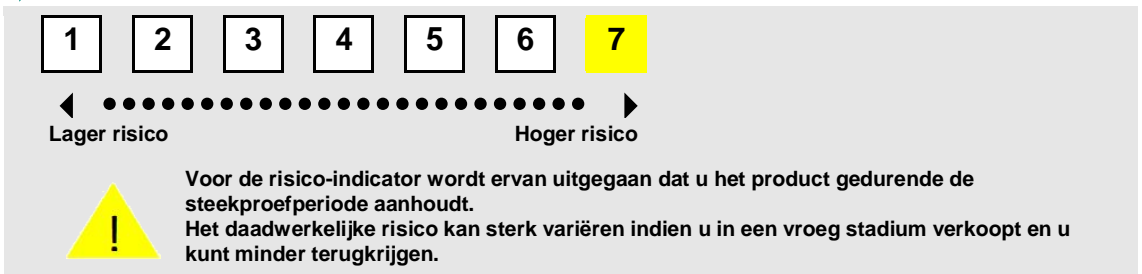 1 2 3 4 5 6 7
Lager risico Hoger risico
!
Voor de risico-indicator wordt ervan uitgegaan dat u het product gedurende de
steekproefperiode aanhoudt.
Het daadwerkelijke risico kan sterk variëren indien u in een vroeg stadium verkoopt en u
kunt minder terugkrijgen.